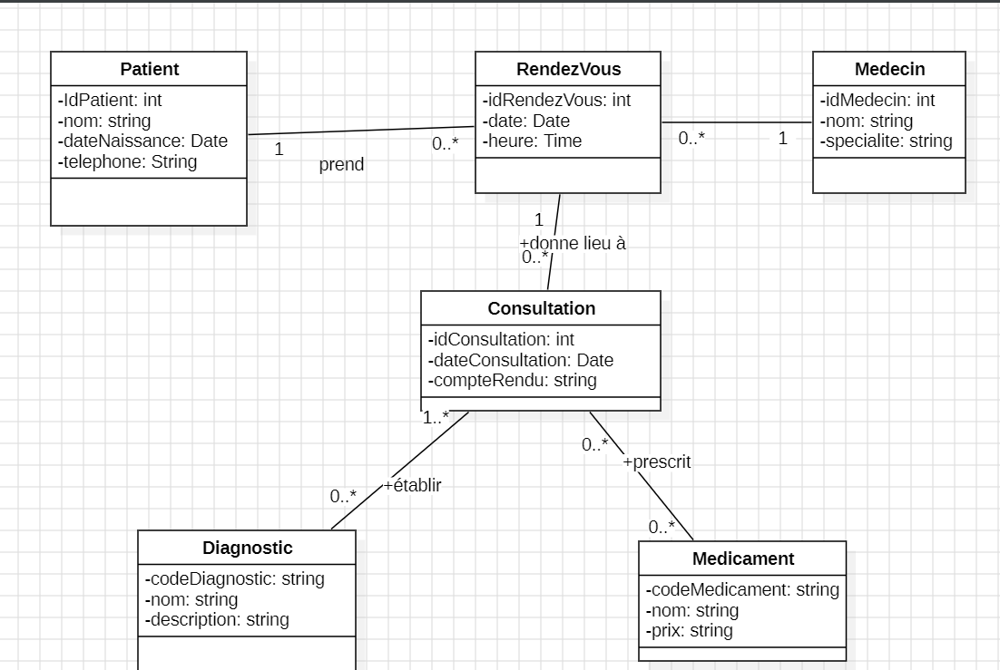 Patient
-IdPatient: int
-nom: string
-dateNaissance: Date
-telephone: String
1
prend
0..*
RendezVous
-idRendezVous: int
-date: Date
-heure: Time
0..*
1
Medecin
-idMedecin: int
-nom: string
-specialite: string
1
+donne lieu à
0..*
Consultation
-idConsultation: int
-dateConsultation: Date
-compteRendu: string
1..*
+établir
0..*
0..*
+prescrit
0..*
Diagnostic
-codeDiagnostic: string
-nom: string
-description: string
Medicament
-codeMedicament: string
-nom: string
-prix: string